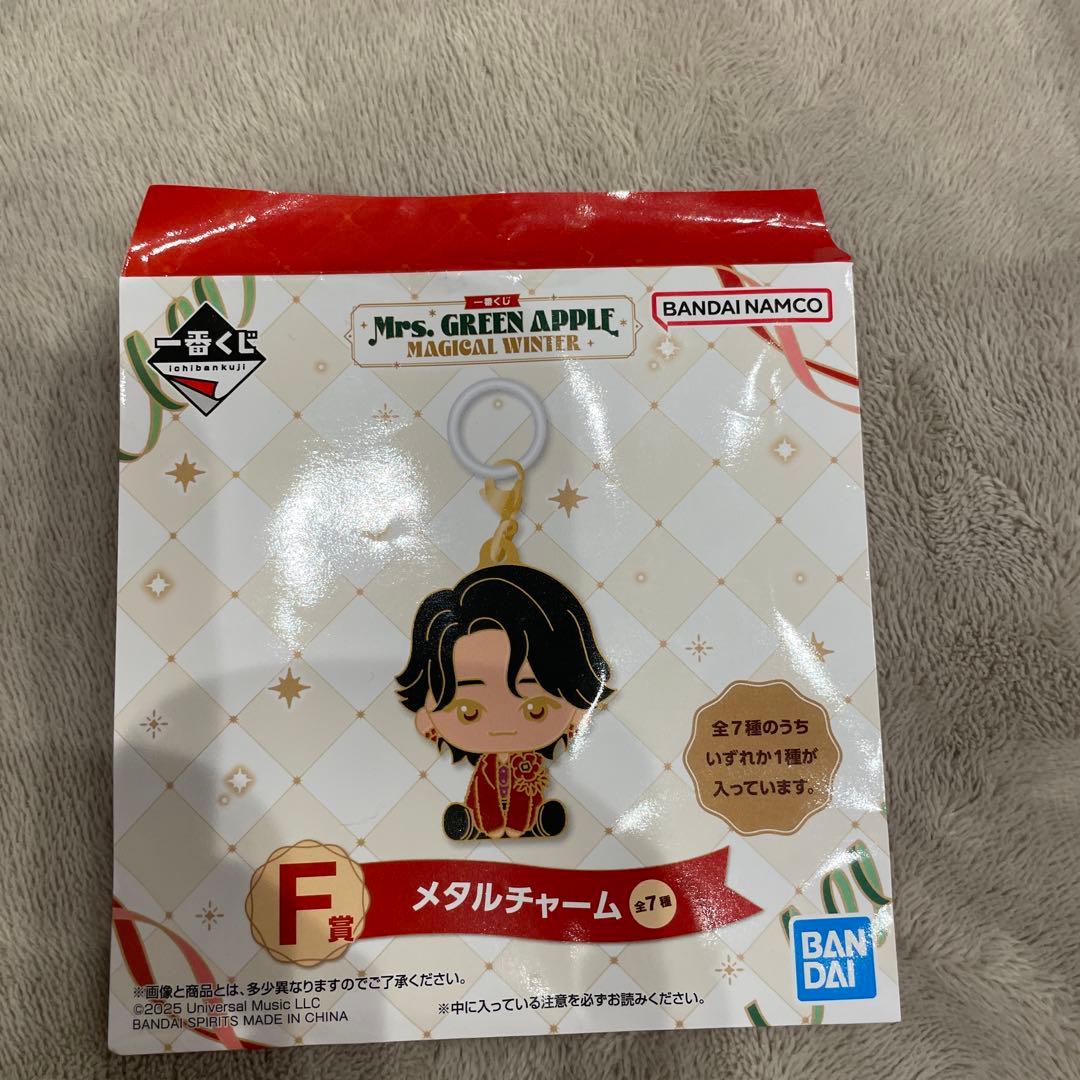 一番くじ
ichibankuji
一番くじ
Mrs. GREEN APPLE
MAGICAL WINTER
BANDAI NAMCO
全7種のうち
いずれか1種が
入っています。
F賞
メタルチャーム 全7種
BAN
DAI
※画像と商品とは、多少異なりますのでご了承ください。
©2025 Universal Music LLC
BANDAI SPIRITS MADE IN CHINA
※中に入っている注意を必ずお読みください。